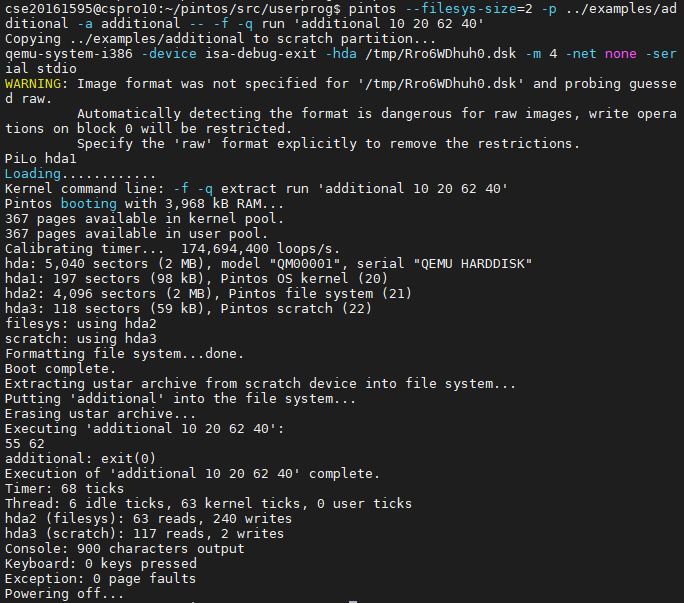 cse20161595@cspro10:~/pintos/src/userprog$ pintos --filesys-size=2 -p ../examples/ad
ditional -a additional -- -f -q run 'additional 10 20 62 40'
Copying ../examples/additional to scratch partition...
qemu-system-i386 -device isa-debug-exit -hda /tmp/Rro6WDhuh0.dsk -m 4 -net none -ser
ial stdio
WARNING: Image format was not specified for '/tmp/Rro6WDhuh0.dsk' and probing guesse
d raw.
         Automatically detecting the format is dangerous for raw images, write opera
tions on block 0 will be restricted.
         Specify the 'raw' format explicitly to remove the restrictions.
PiLo hda1
Loading............
Kernel command line: -f -q extract run 'additional 10 20 62 40'
Pintos booting with 3,968 kB RAM...
367 pages available in kernel pool.
367 pages available in user pool.
Calibrating timer...  174,694,400 loops/s.
hda: 5,040 sectors (2 MB), model "QM00001", serial "QEMU HARDDISK"
hda1: 197 sectors (98 kB), Pintos OS kernel (20)
hda2: 4,096 sectors (2 MB), Pintos file system (21)
hda3: 118 sectors (59 kB), Pintos scratch (22)
filesys: using hda2
scratch: using hda3
Formatting file system...done.
Boot complete.
Extracting ustar archive from scratch device into file system...
Putting 'additional' into the file system...
Erasing ustar archive...
Executing 'additional 10 20 62 40':
55 62
additional: exit(0)
Execution of 'additional 10 20 62 40' complete.
Timer: 68 ticks
Thread: 6 idle ticks, 63 kernel ticks, 0 user ticks
hda2 (filesys): 63 reads, 240 writes
hda3 (scratch): 117 reads, 2 writes
Console: 900 characters output
Keyboard: 0 keys pressed
Exception: 0 page faults
Powering off...